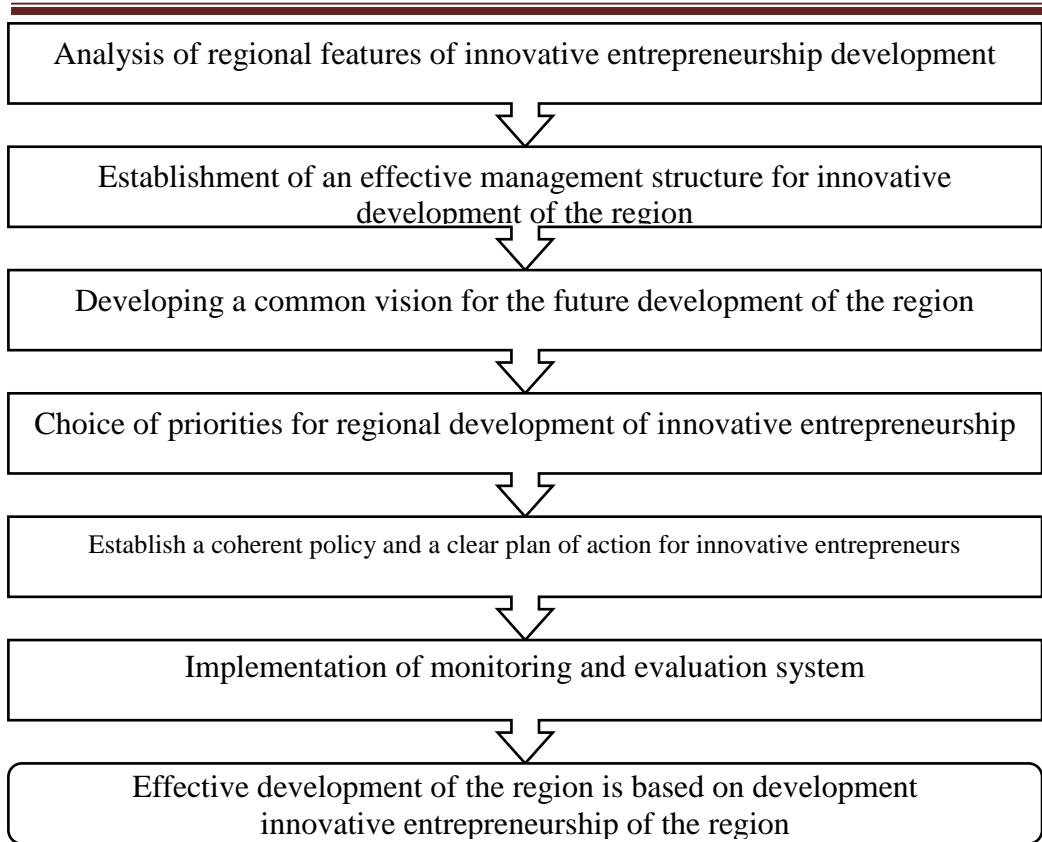 Analysis of regional features of innovative entrepreneurship development
Establishment of an effective management structure for innovative
development of the region
Developing a common vision for the future development of the region
Choice of priorities for regional development of innovative entrepreneurship
Establish a coherent policy and a clear plan of action for innovative entrepreneurs
Implementation of monitoring and evaluation system
Effective development of the region is based on development
innovative entrepreneurship of the region